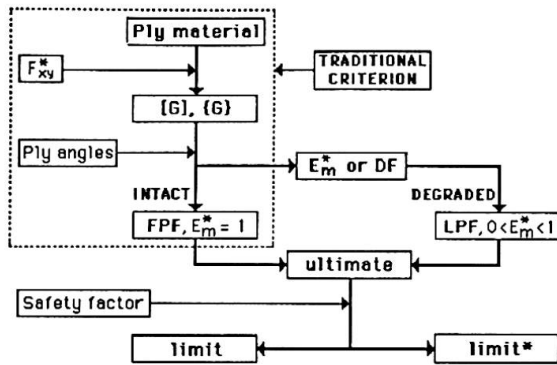 Ply material
F*xy
TRADITIONAL
CRITERION
[G], {G}
Ply angles
E*m or DF
INTACT
DEGRADED
FPF, E*m = 1
LPF, 0<E*m<1
ultimate
Safety factor
limit
limit*